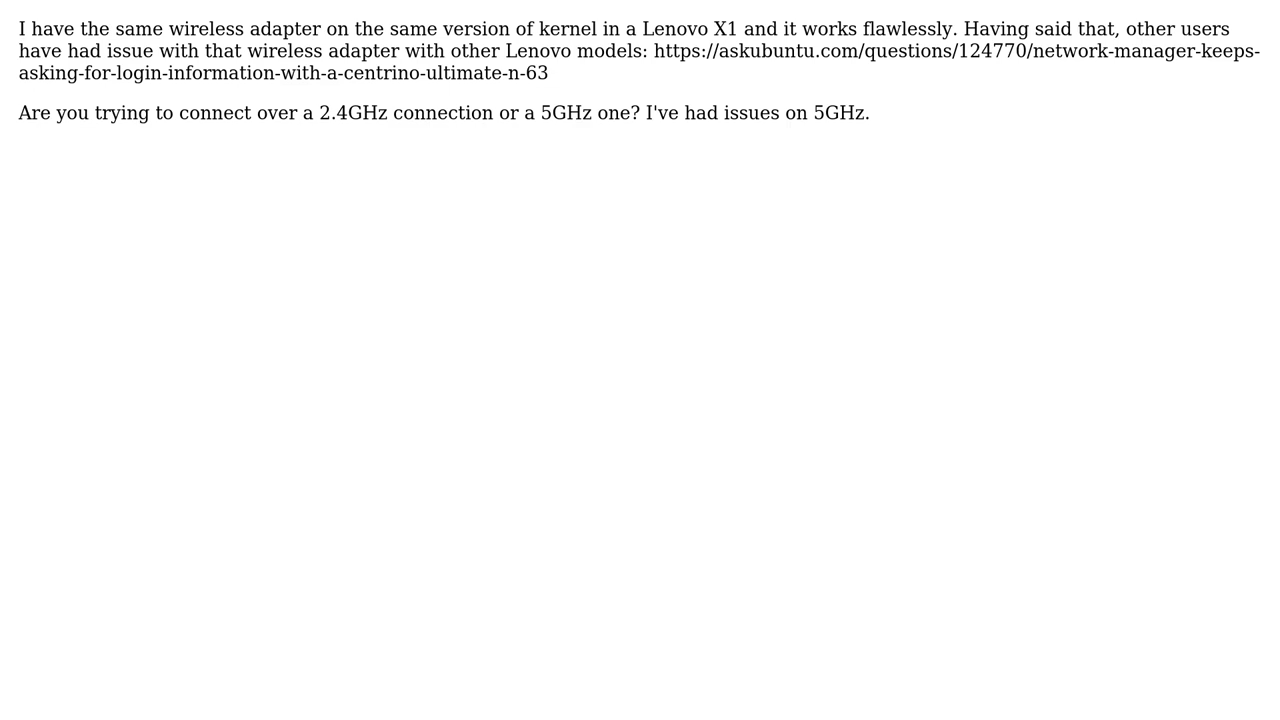 I have the same wireless adapter on the same version of kernel in a Lenovo X1 and it works flawlessly. Having said that, other users
have had issue with that wireless adapter with other Lenovo models: https://askubuntu.com/questions/124770/network-manager-keeps-
asking-for-login-information-with-a-centrino-ultimate-n-63
Are you trying to connect over a 2.4GHz connection or a 5GHz one? I've had issues on 5GHz.